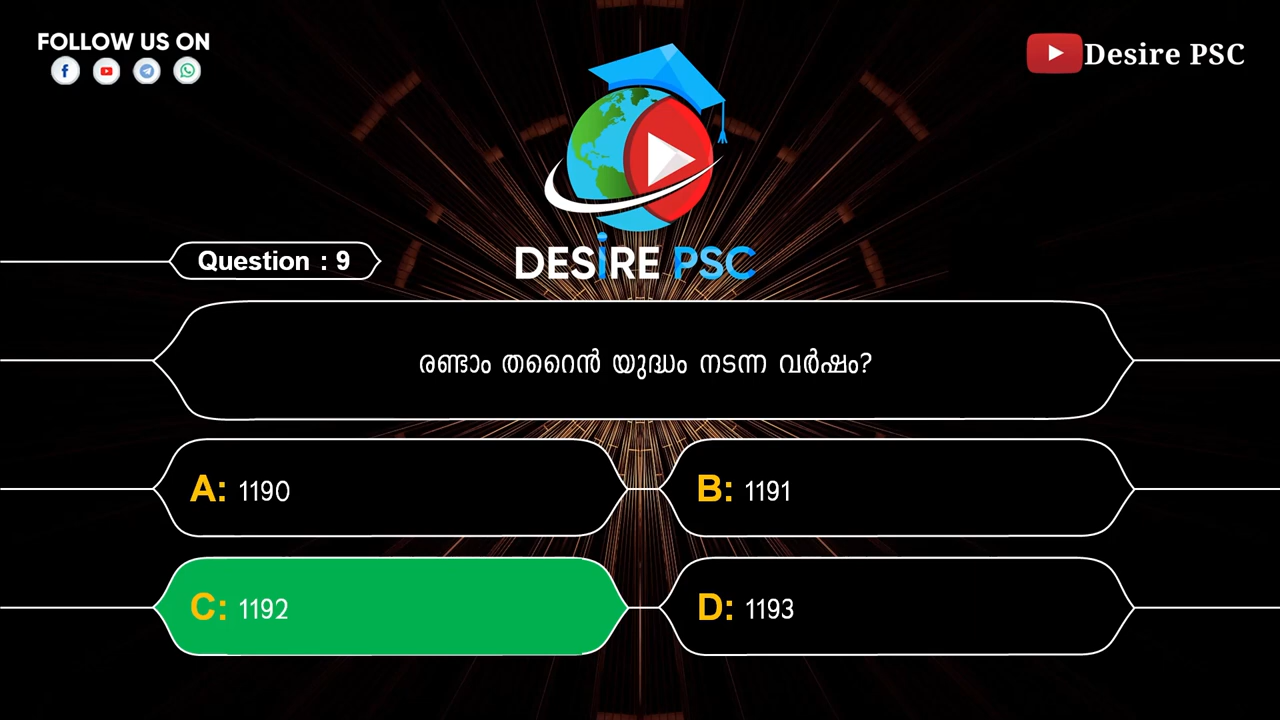 FOLLOW US ON
Desire PSC
DESiRE PSC
Question : 9
രണ്ടാം തറൈൻ യുദ്ധം നടന്ന വർഷം?
A: 1190
B: 1191
C: 1192
D: 1193